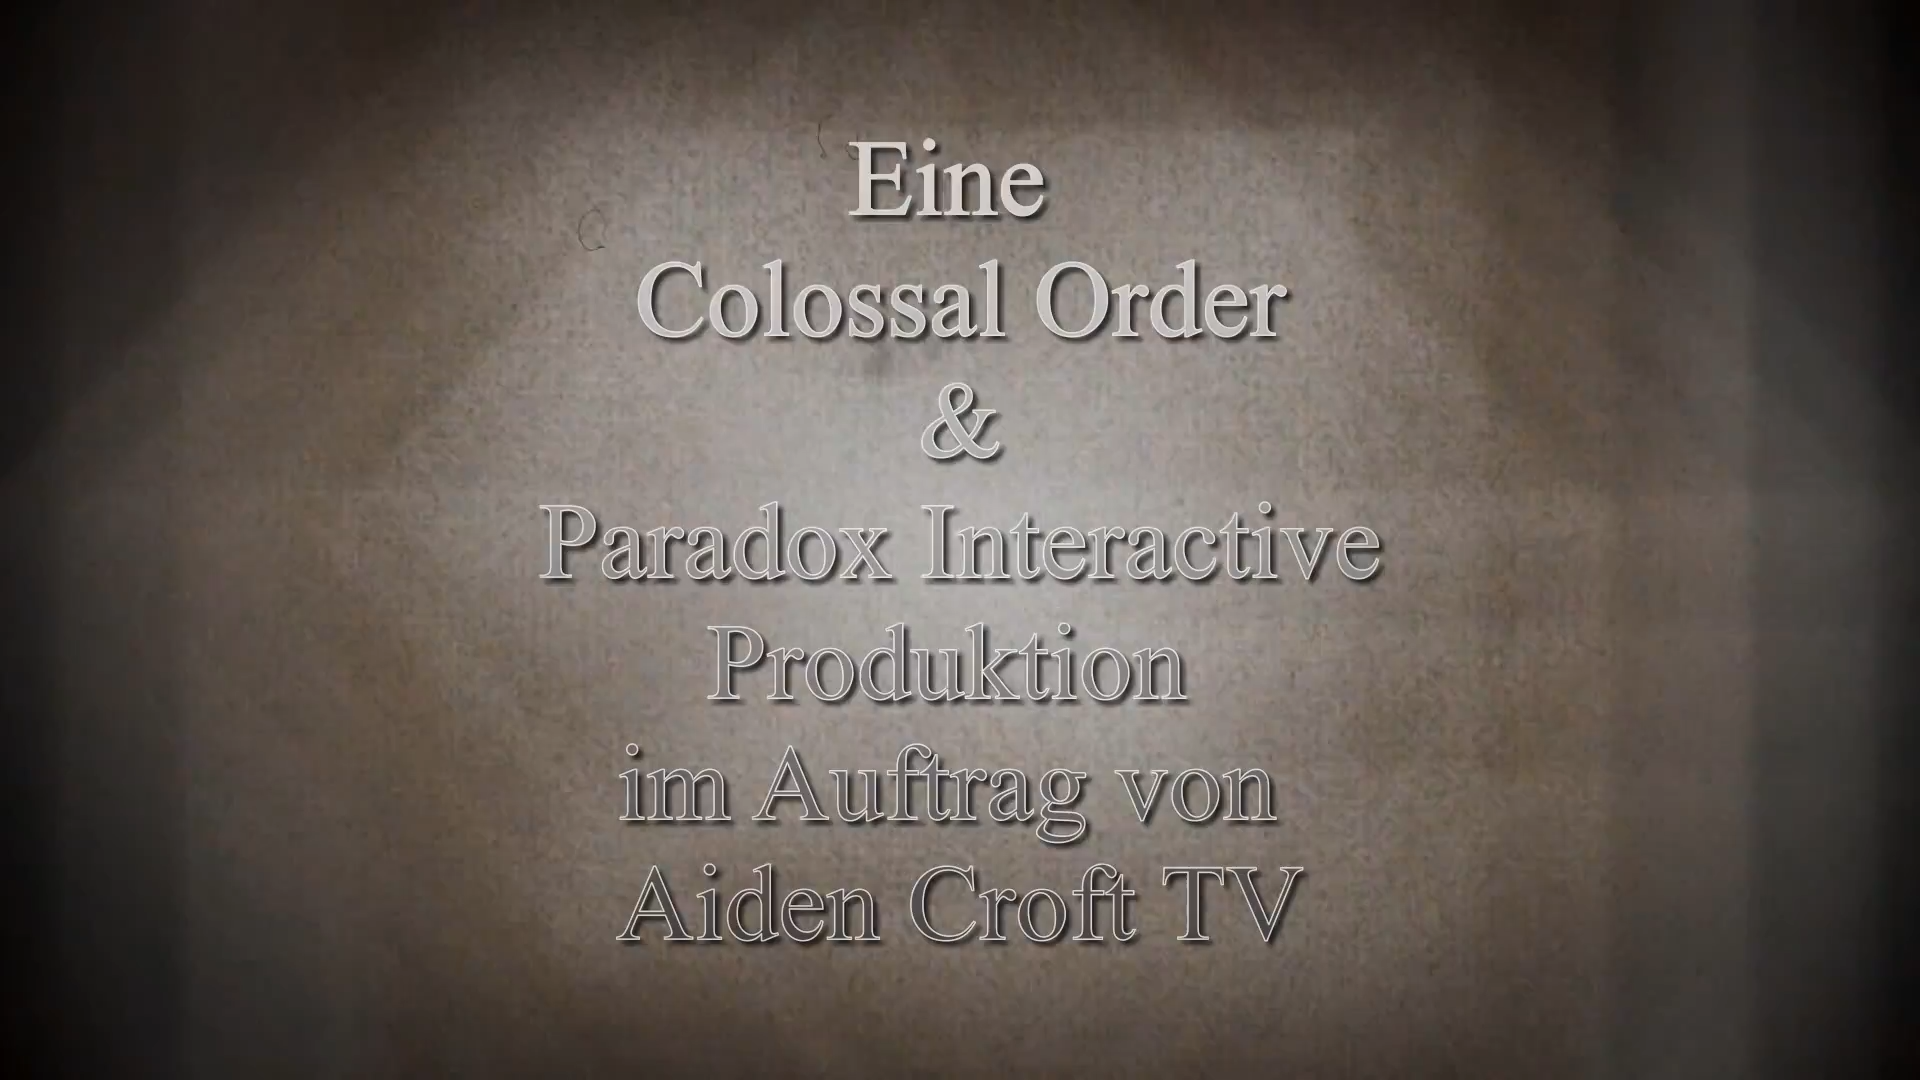 Eine
Colossal Order
&
Paradox Interactive
Produktion
im Auftrag von
Aiden Croft TV